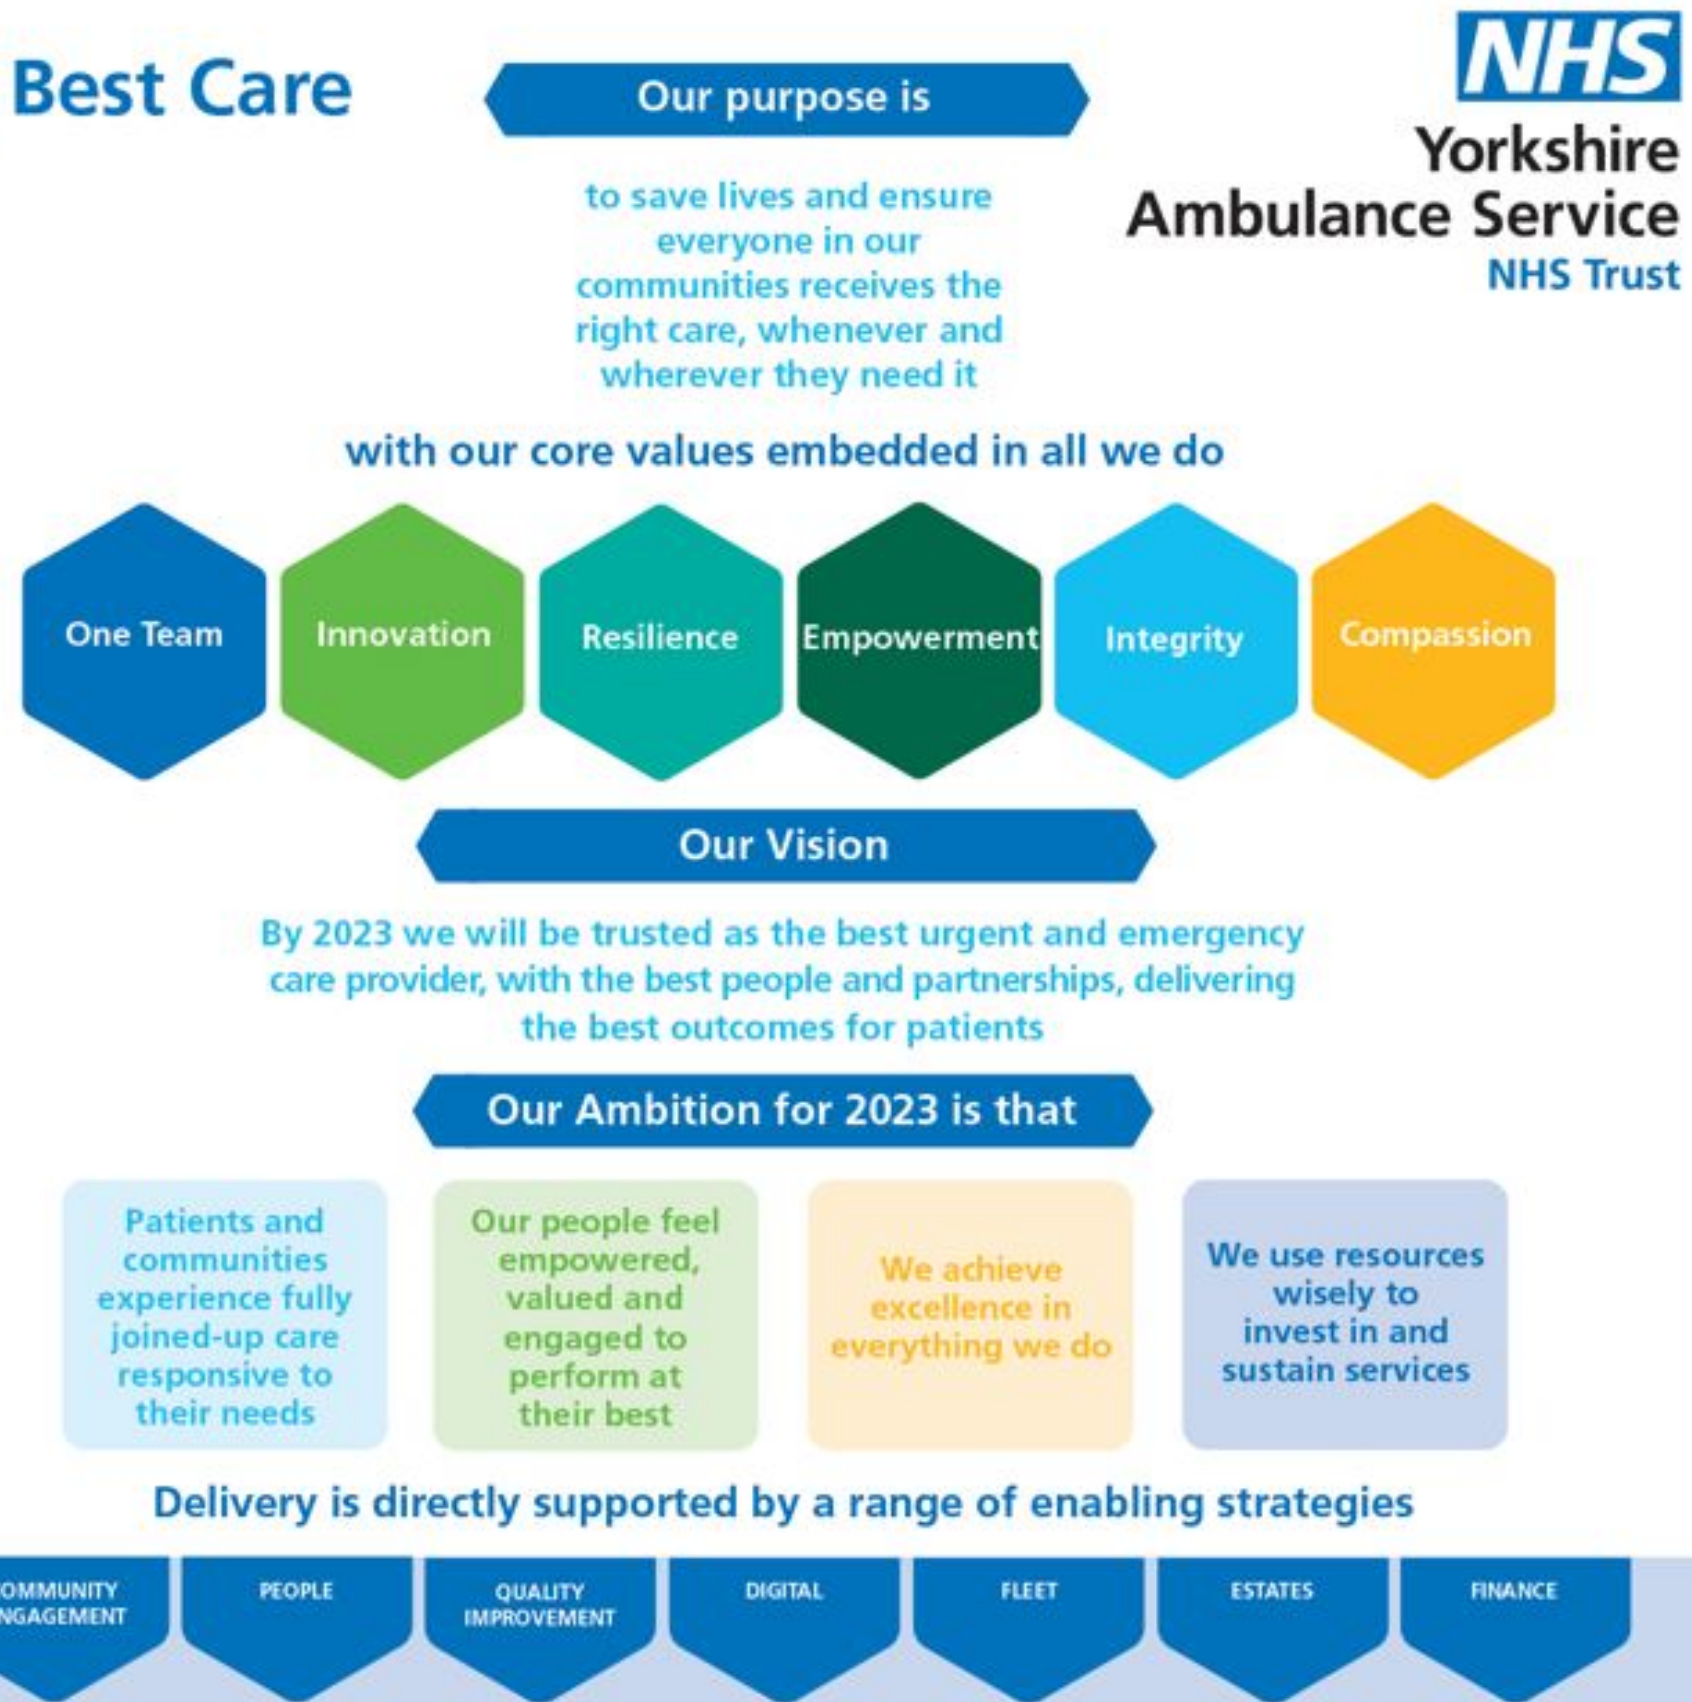 Best Care
Our purpose is
NHS
Yorkshire
Ambulance Service
NHS Trust
to save lives and ensure
everyone in our
communities receives the
right care, whenever and
wherever they need it
with our core values embedded in all we do
One Team
Innovation
Resilience
Empowerment
Integrity
Compassion
Our Vision
By 2023 we will be trusted as the best urgent and emergency
care provider, with the best people and partnerships, delivering
the best outcomes for patients
Our Ambition for 2023 is that
Patients and
communities
experience fully
joined-up care
responsive to
their needs
Our people feel
empowered,
valued and
engaged to
perform at
their best
We achieve
excellence in
everything we do
We use resources
wisely to
invest in and
sustain services
Delivery is directly supported by a range of enabling strategies
OMMUNITY
NGAGEMENT
PEOPLE
QUALITY
IMPROVEMENT
DIGITAL
FLEET
ESTATES
FINANCE